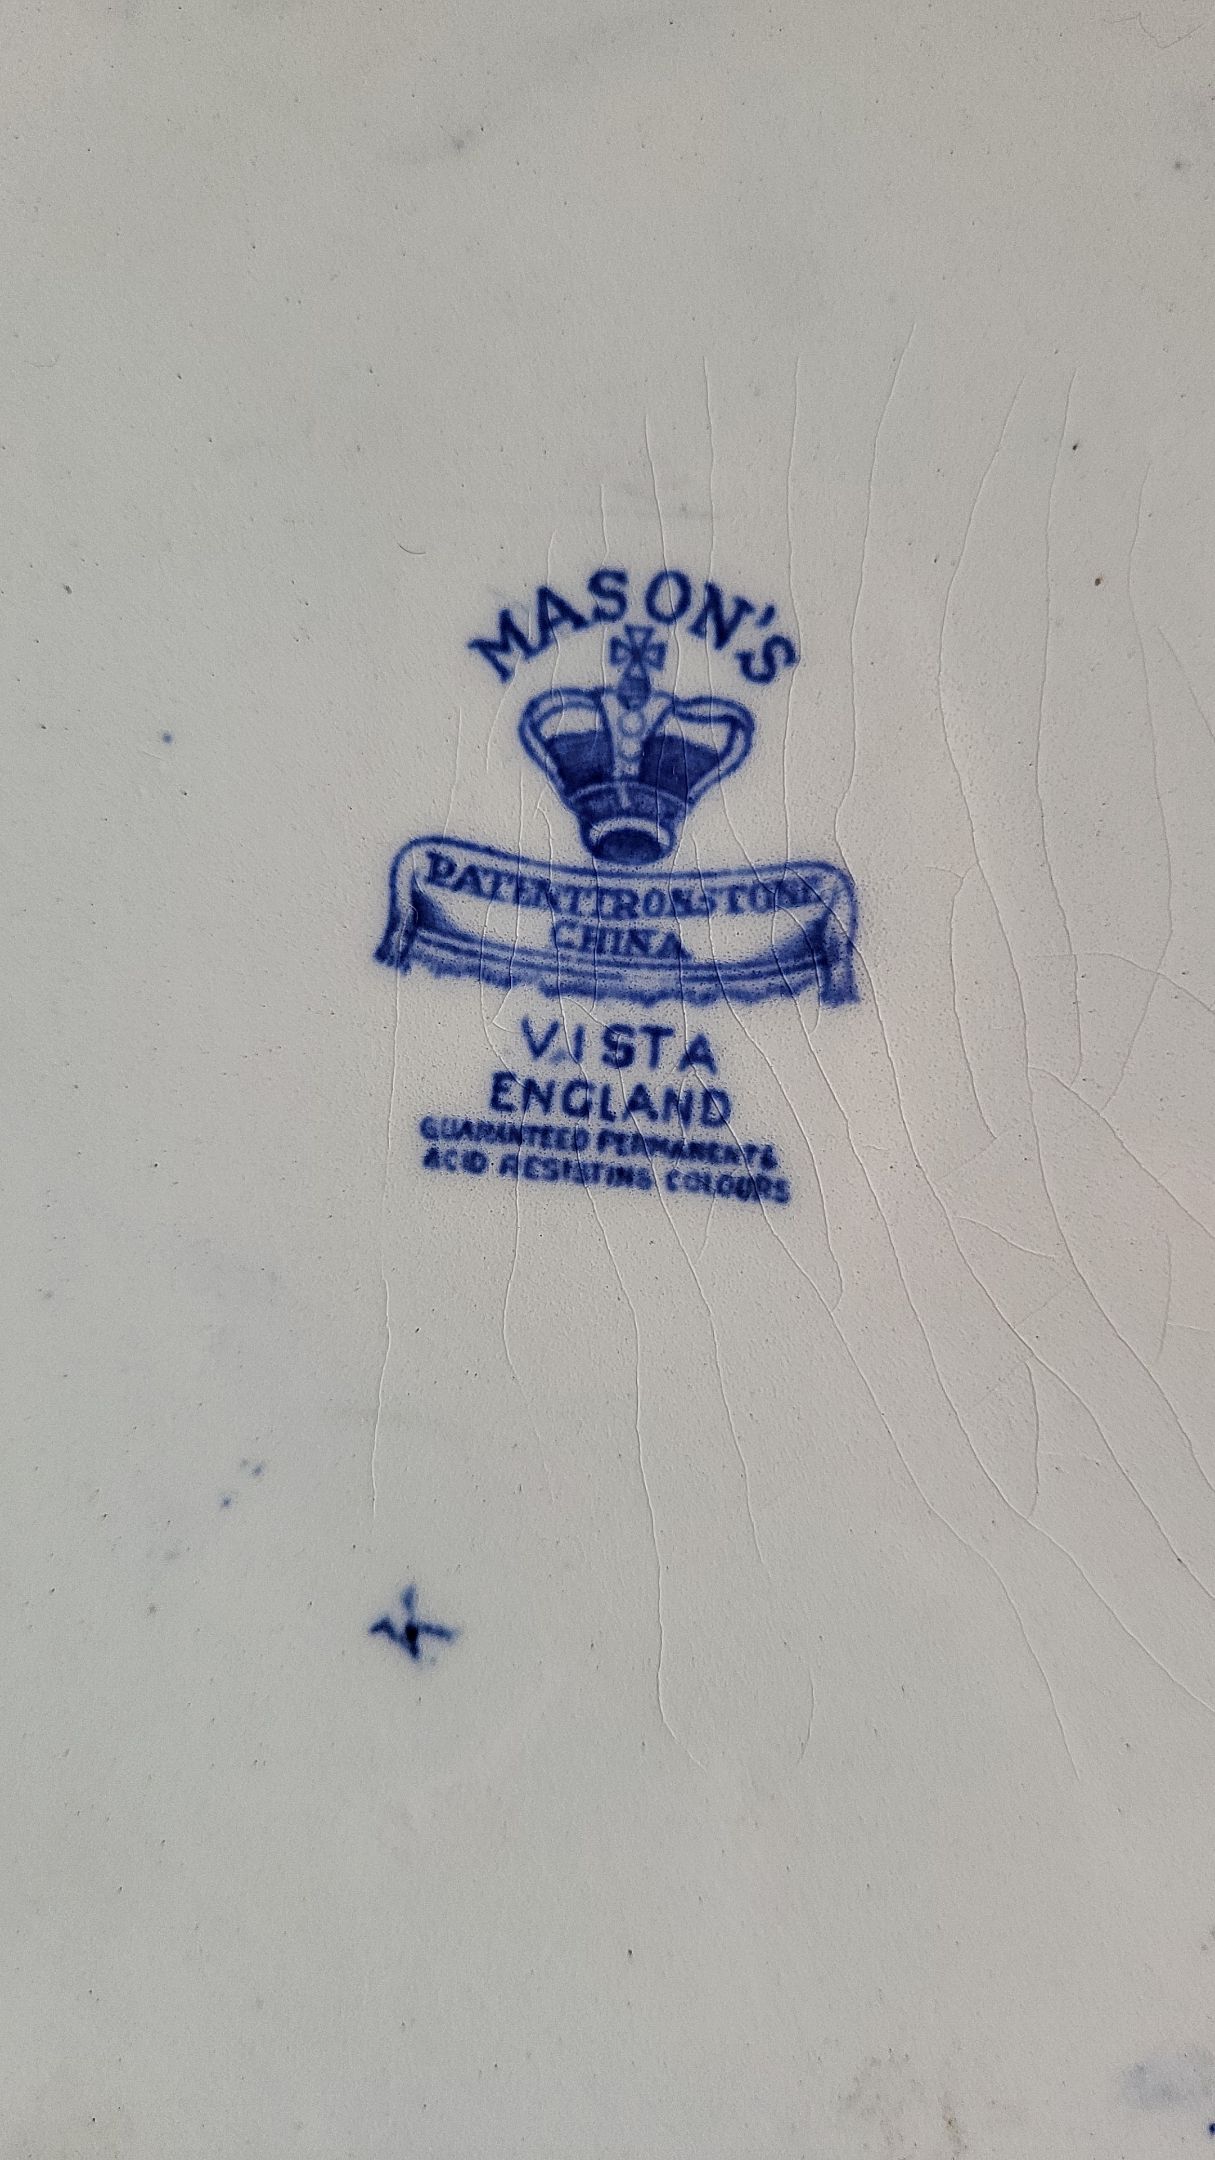 MASON'S
PATENT IRONSTONE
CHINA
VISTA
ENGLAND
GUARANTEED PERMANENT &
ACID RESISTING COLOURS